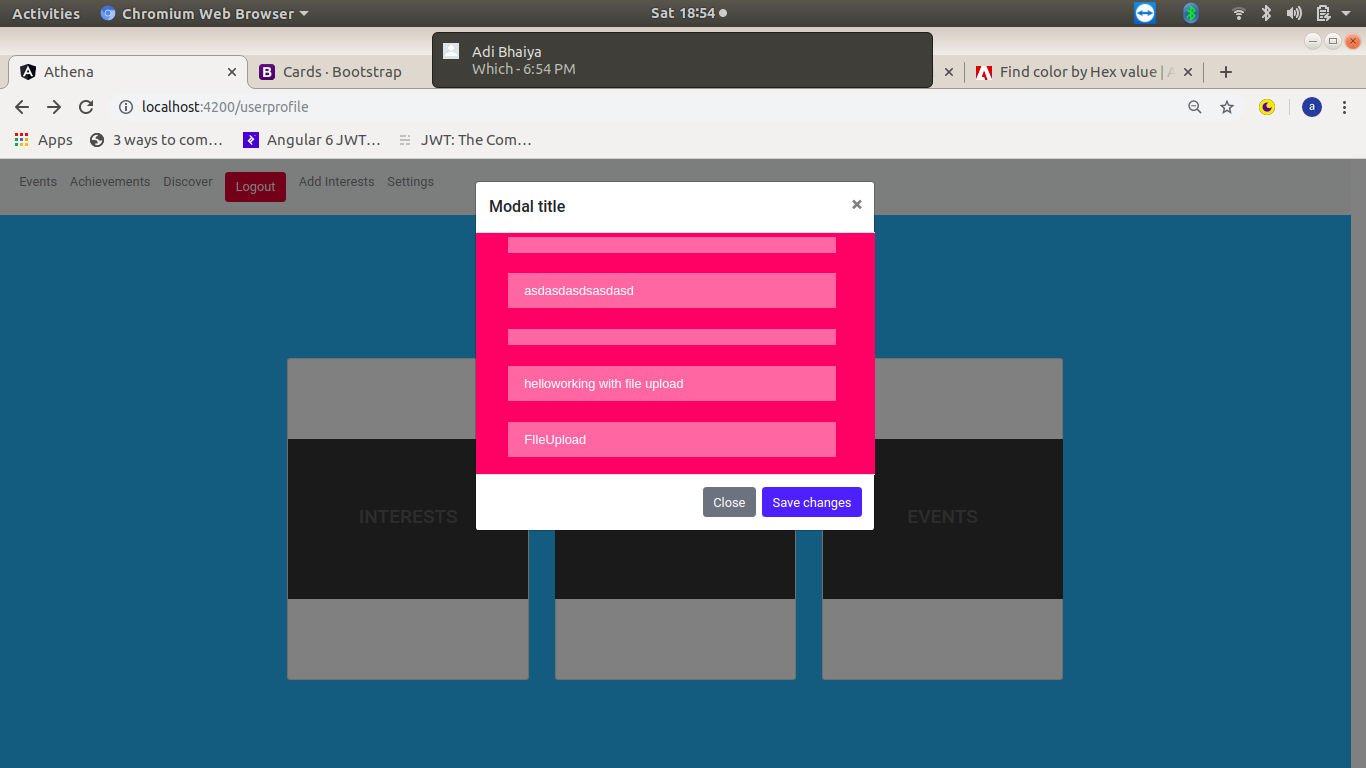 Activities
Chromium Web Browser
Sat 18:54
Adi Bhaiya
Which - 6:54 PM
Athena
Cards · Bootstrap
Find color by Hex value |
localhost:4200/userprofile
a
Apps
3 ways to com…
Angular 6 JWT…
JWT: The Com…
Events
Achievements
Discover
Logout
Add Interests
Settings
Modal title
×
asdasdasdsasdasd
helloworking with file upload
FIleUpload
Close
Save changes
INTERESTS
EVENTS